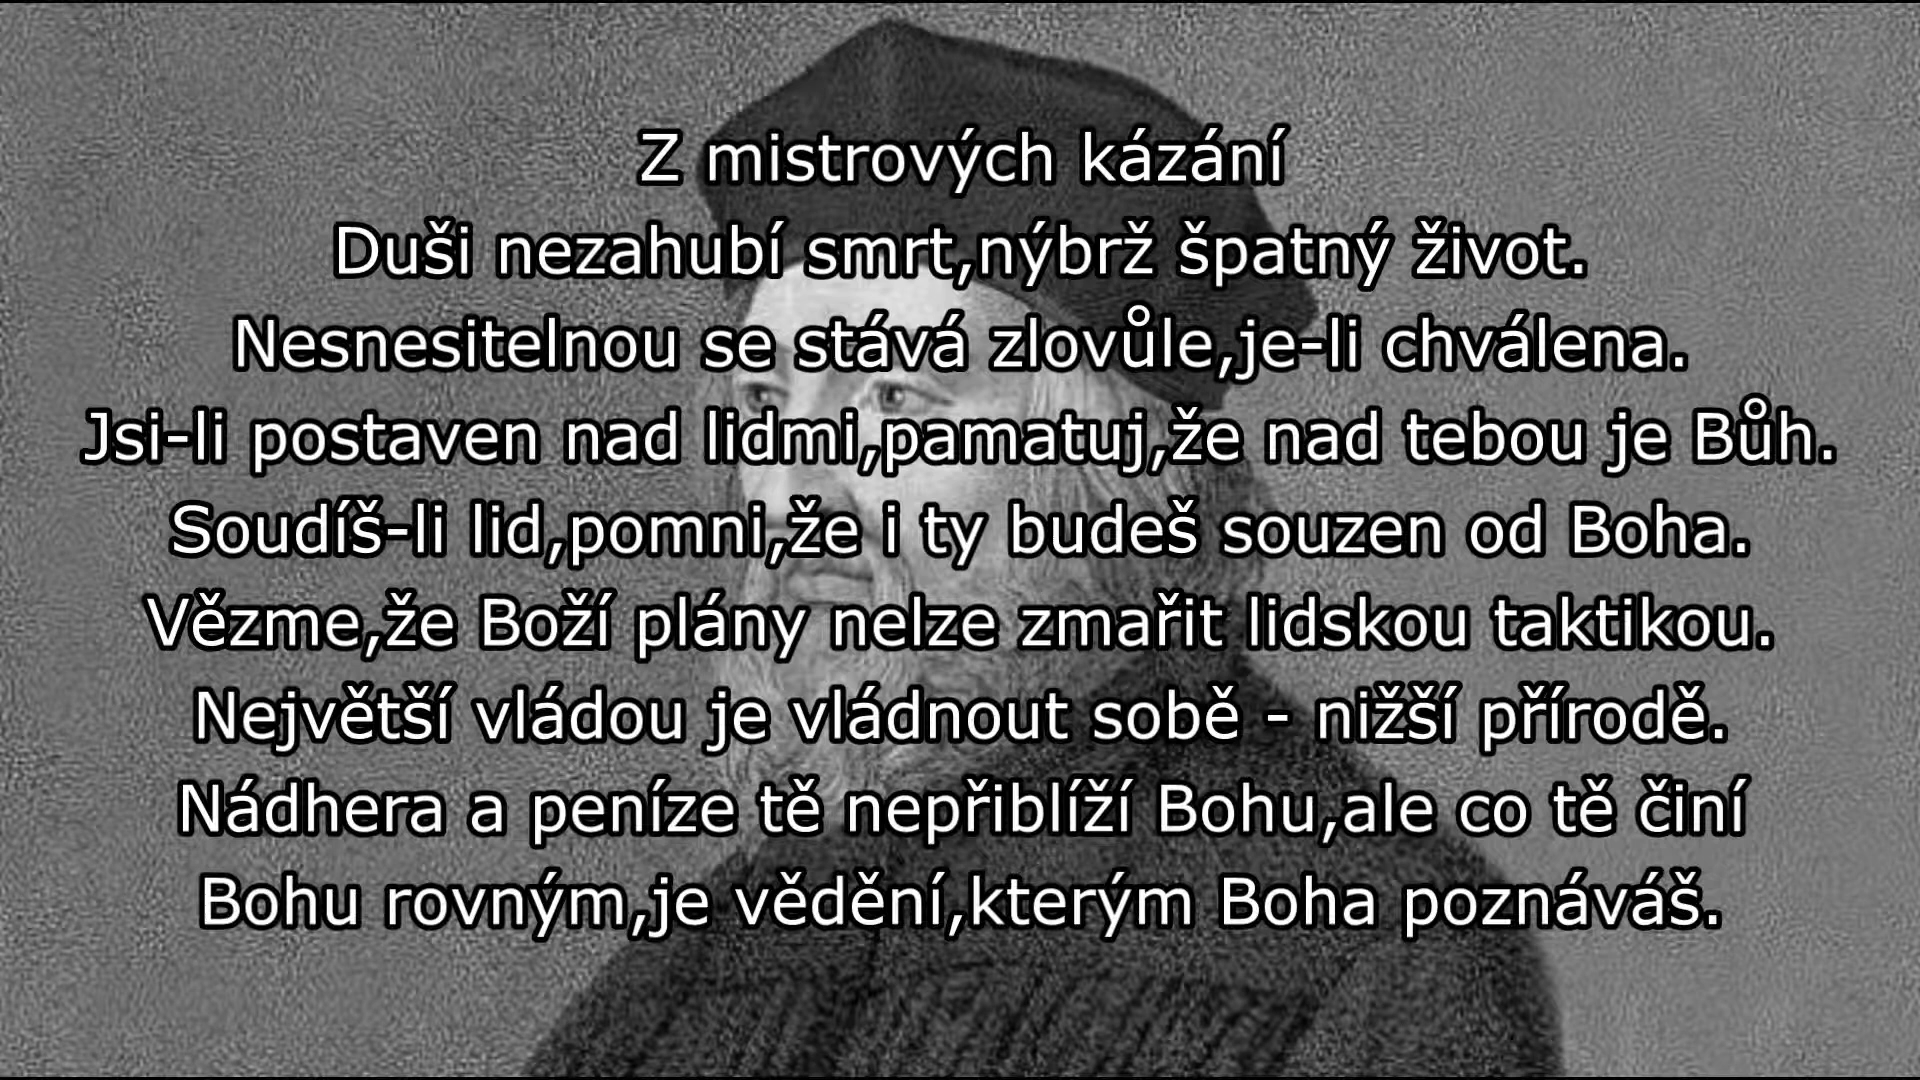 Z mistrových kázání
Duši nezahubí smrt,nýbrž špatný život.
Nesnesitelnou se stává zlovůle,je-li chválena.
Jsi-li postaven nad lidmi,pamatuj,že nad tebou je Bůh.
Soudíš-li lid,pomni,že i ty budeš souzen od Boha.
Vězme,že Boží plány nelze zmařit lidskou taktikou.
Největší vládou je vládnout sobě - nižší přírodě.
Nádhera a peníze tě nepřiblíží Bohu,ale co tě činí
Bohu rovným,je vědění,kterým Boha poznáváš.